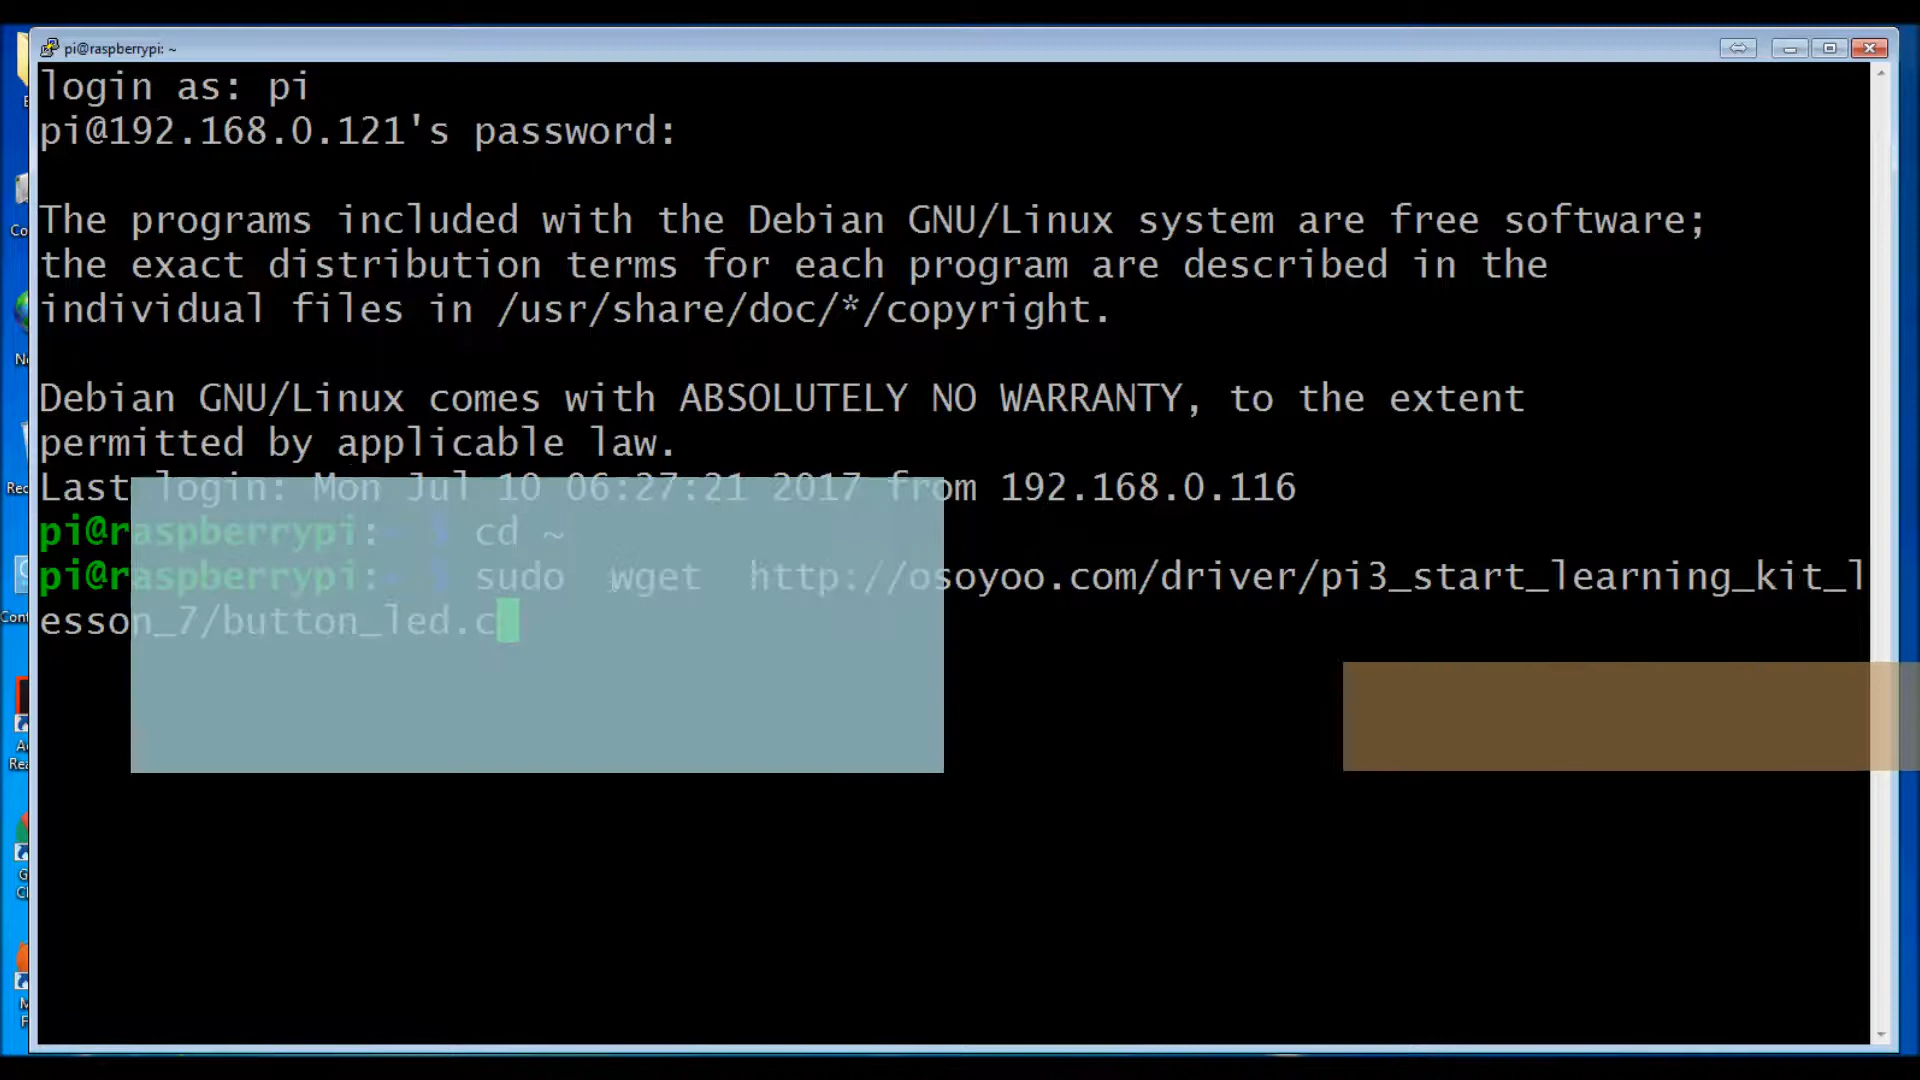 pi@raspberrypi: ~
login as: pi
pi@192.168.0.121's password:
The programs included with the Debian GNU/Linux system are free software;
the exact distribution terms for each program are described in the
individual files in /usr/share/doc/*/copyright.
Debian GNU/Linux comes with ABSOLUTELY NO WARRANTY, to the extent
permitted by applicable law.
Last login: Mon Jul 10 06:27:21 2017 from 192.168.0.116
pi@raspberrypi:~ $ cd ~
pi@raspberrypi:~ $ sudo  wget  http://osoyoo.com/driver/pi3_start_learning_kit_l
esson_7/button_led.c